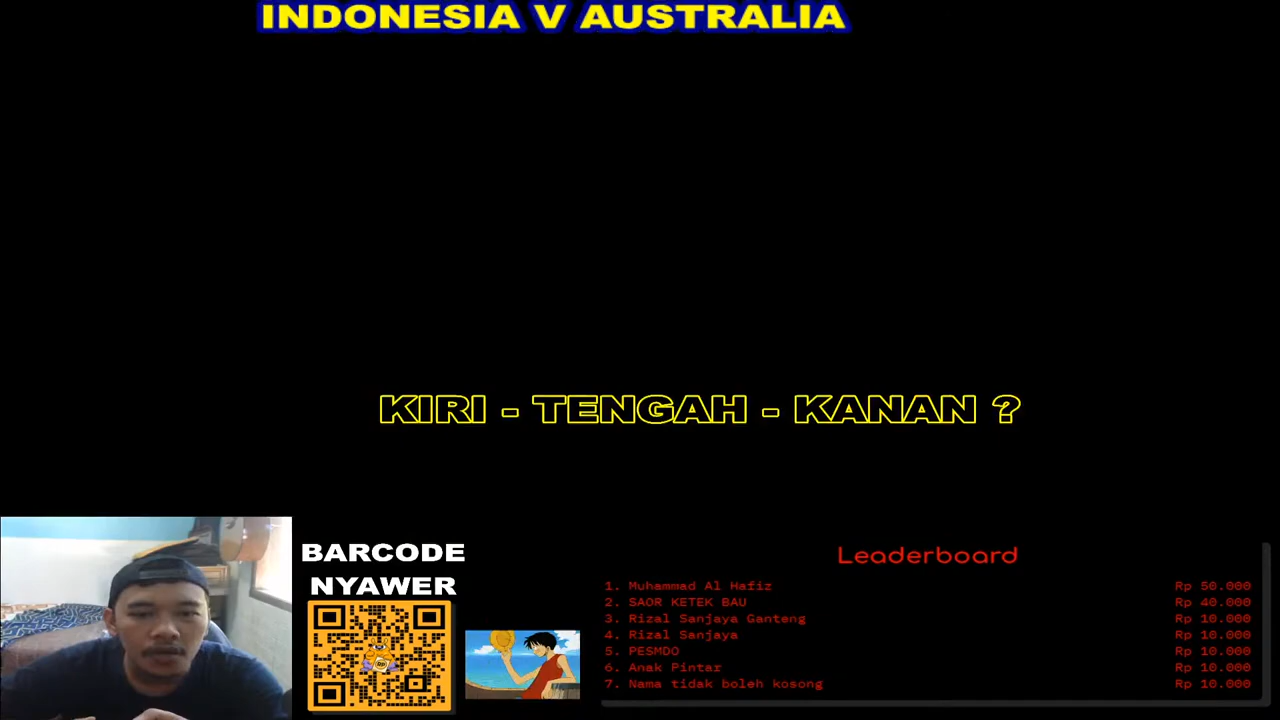 INDONESIA V AUSTRALIA
KIRI - TENGAH - KANAN ?
BARCODE
NYAWER
Leaderboard
1. Muhammad Al Hafiz Rp 50.000
2. SAOR KETEK BAU Rp 40.000
3. Rizal Sanjaya Ganteng Rp 10.000
4. Rizal Sanjaya Rp 10.000
5. PESMDO Rp 10.000
6. Anak Pintar Rp 10.000
7. Nama tidak boleh kosong Rp 10.000